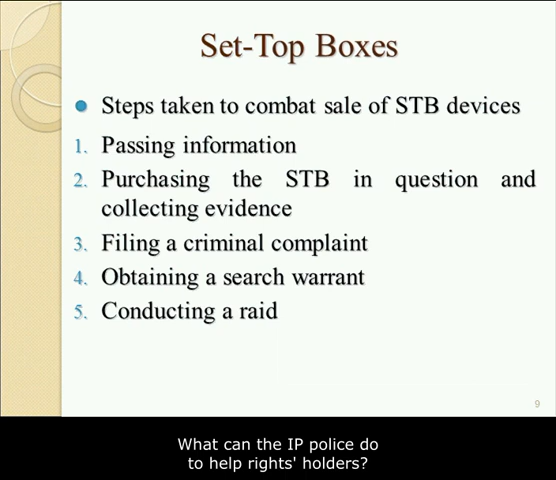 Set-Top Boxes
Steps taken to combat sale of STB devices
1. Passing information
2. Purchasing the STB in question and
collecting evidence
3. Filing a criminal complaint
4. Obtaining a search warrant
5. Conducting a raid
9
What can the IP police do
to help rights' holders?